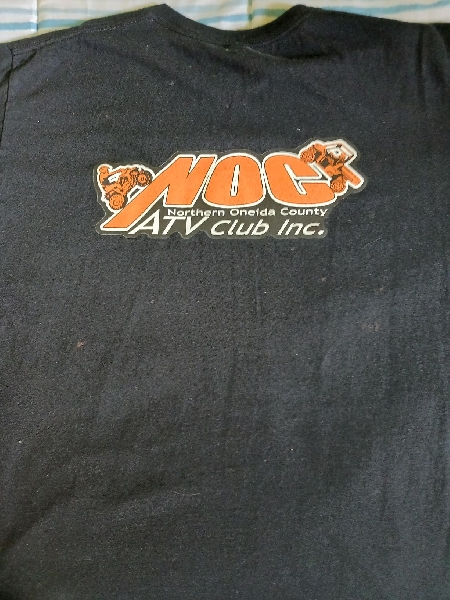 NOC
Northern Oneida County
ATV Club Inc.